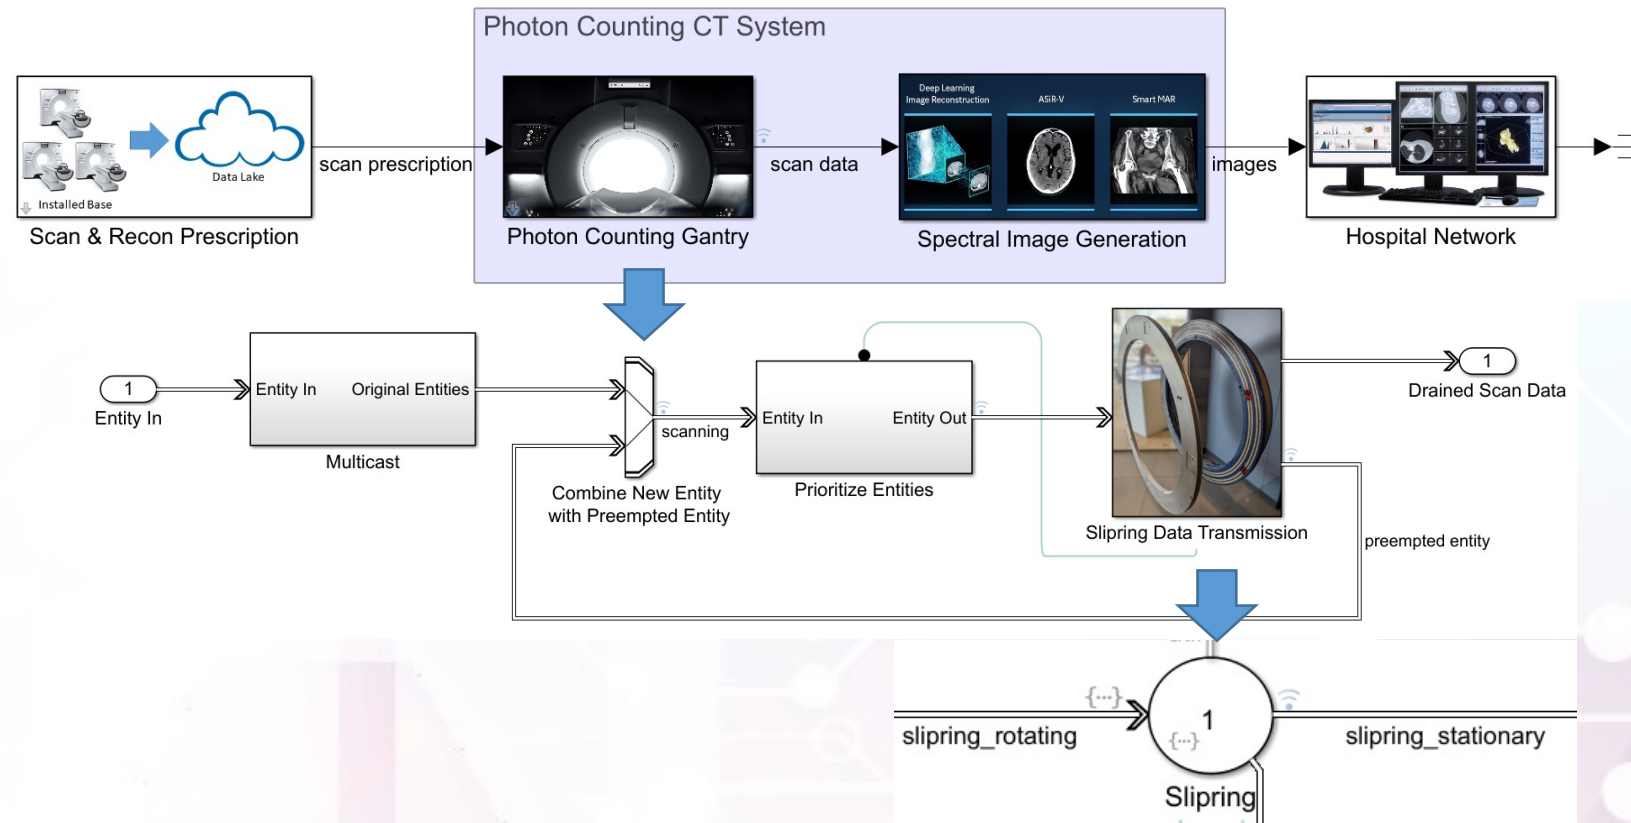 Photon Counting CT System
Data Lake
Installed Base
Scan & Recon Prescription
scan prescription
Photon Counting Gantry
scan data
Deep Learning
Image Reconstruction
ASiR-V
Smart MAR
Spectral Image Generation
images
Hospital Network
1
Entity In
Entity In
Original Entities
Multicast
Combine New Entity
with Preempted Entity
scanning
Entity In
Entity Out
Prioritize Entities
Slipring Data Transmission
1
Drained Scan Data
preempted entity
{...}
slipring_rotating
1
{...}
slipring_stationary
Slipring